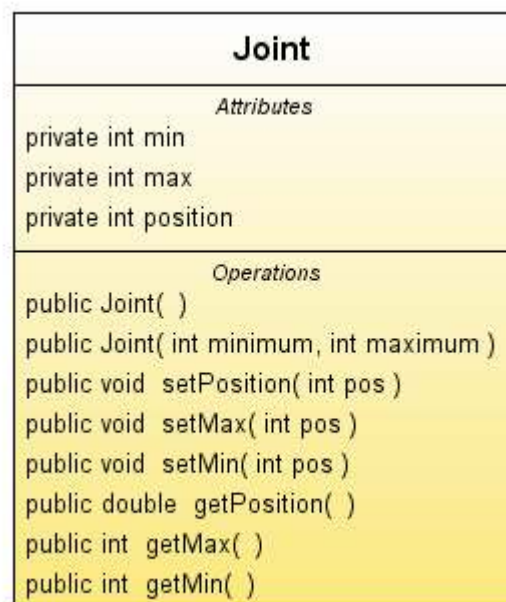 Joint
Attributes
private int min
private int max
private int position
Operations
public Joint( )
public Joint( int minimum, int maximum )
public void setPosition( int pos )
public void setMax( int pos )
public void setMin( int pos )
public double getPosition( )
public int getMax( )
public int getMin( )